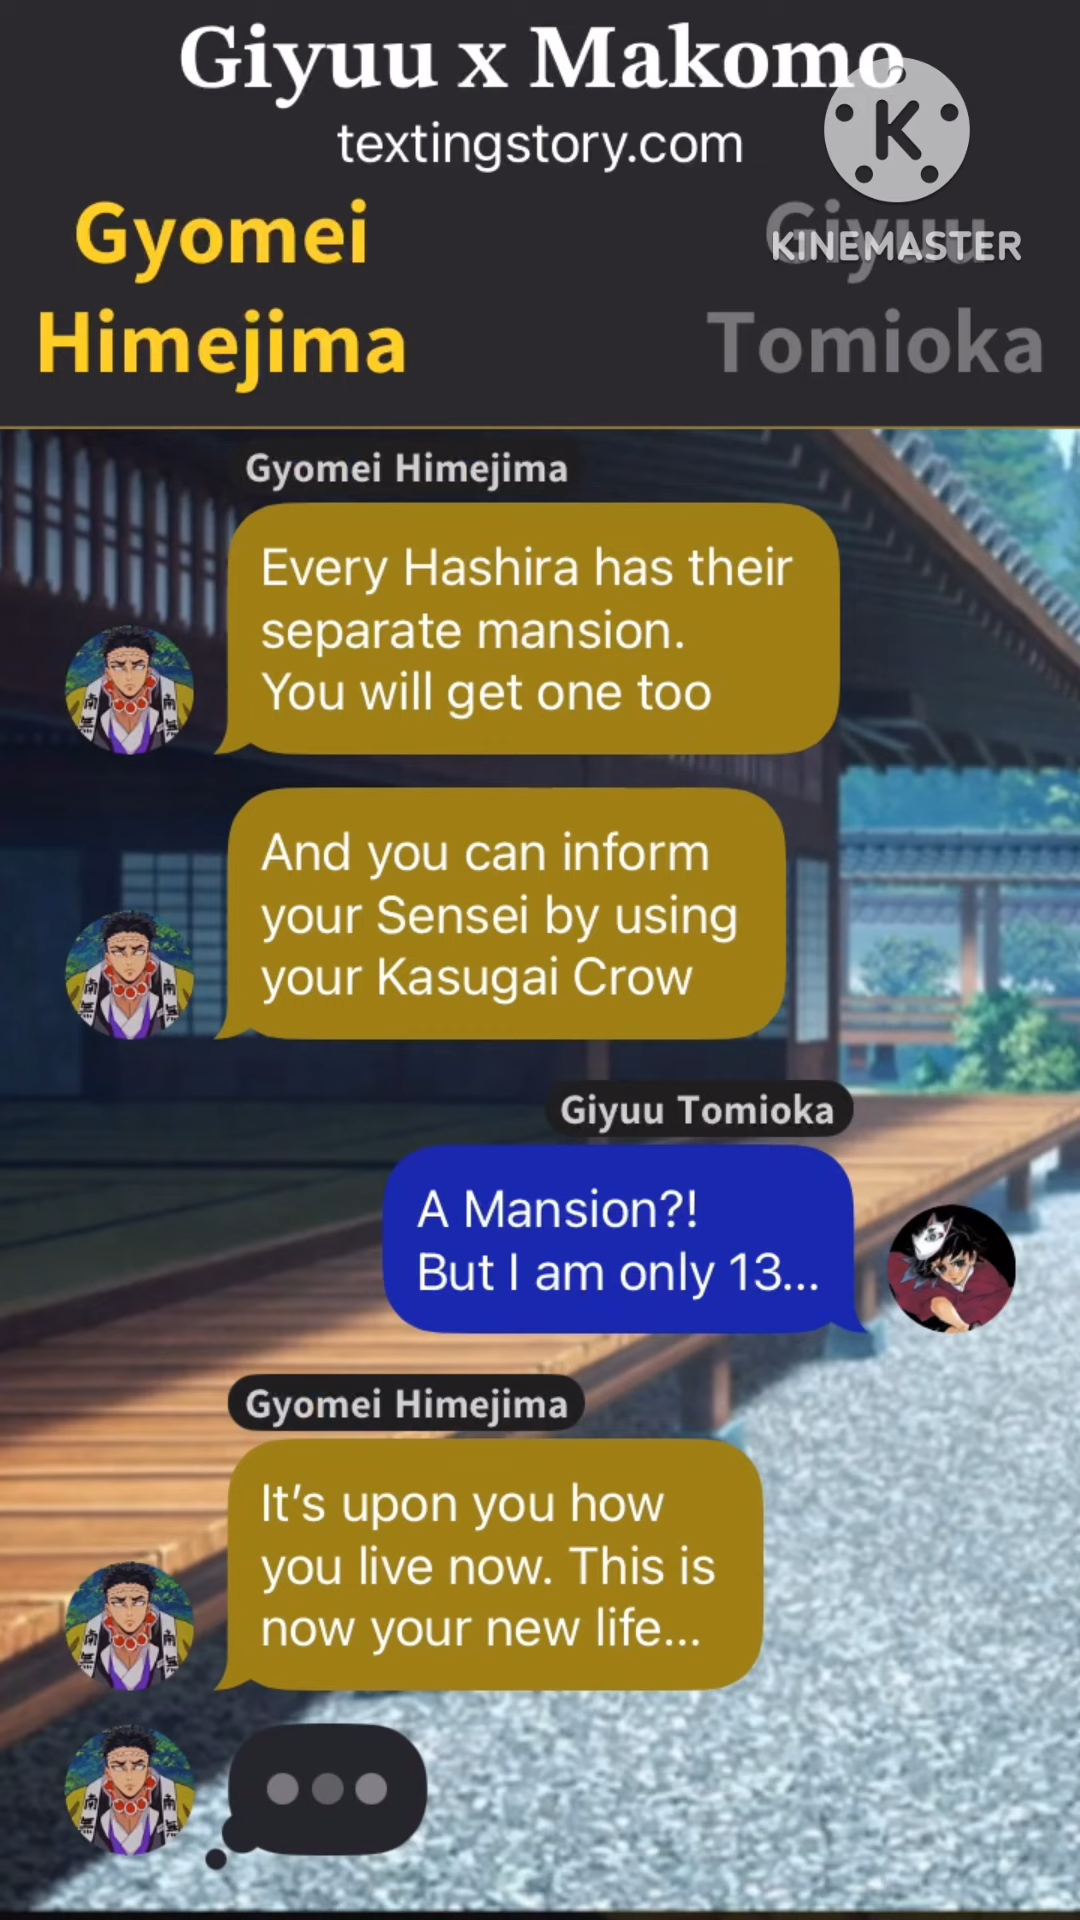 Giyuu x Makomo
textingstory.com
K
KINEMASTER
Gyomei
Himejima
Giyuu
Tomioka
Gyomei Himejima
Every Hashira has their
separate mansion.
You will get one too
And you can inform
your Sensei by using
your Kasugai Crow
Giyuu Tomioka
A Mansion?!
But I am only 13...
Gyomei Himejima
It’s upon you how
you live now. This is
now your new life...